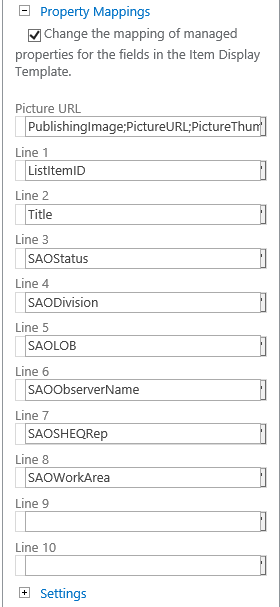 Property Mappings
Change the mapping of managed
properties for the fields in the Item Display
Template.
Picture URL
PublishingImage;PictureURL;PictureThum
Line 1
ListItemID
Line 2
Title
Line 3
SAOStatus
Line 4
SAODivision
Line 5
SAOLOB
Line 6
SAOObserverName
Line 7
SAOSHEQRep
Line 8
SAOWorkArea
Line 9
Line 10
Settings